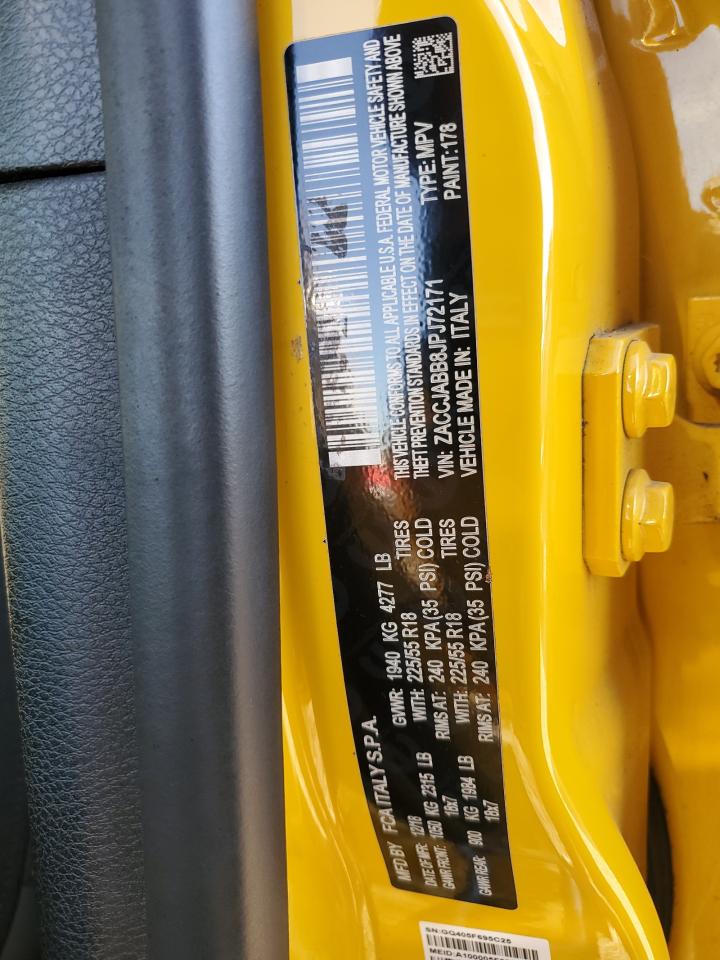 MFD BY FCA ITALY S.P.A.
DATE OF MFR: 12/18 GVWR: 1940 KG 4277 LB
GAWR FRONT: 1050 KG 2315 LB WITH: 225/55 R18 TIRES
18x7 RIMS AT: 240 KPA(35 PSI) COLD
GAWR REAR: 900 KG 1984 LB WITH: 225/55 R18 TIRES
18x7 RIMS AT: 240 KPA(35 PSI) COLD
THIS VEHICLE CONFORMS TO ALL APPLICABLE U.S.A. FEDERAL MOTOR VEHICLE SAFETY AND
THEFT PREVENTION STANDARDS IN EFFECT ON THE DATE OF MANUFACTURE SHOWN ABOVE
VIN: ZACCJABB8JPJ72171 TYPE: MPV
VEHICLE MADE IN: ITALY PAINT: 178
SN:GQ405F695C25